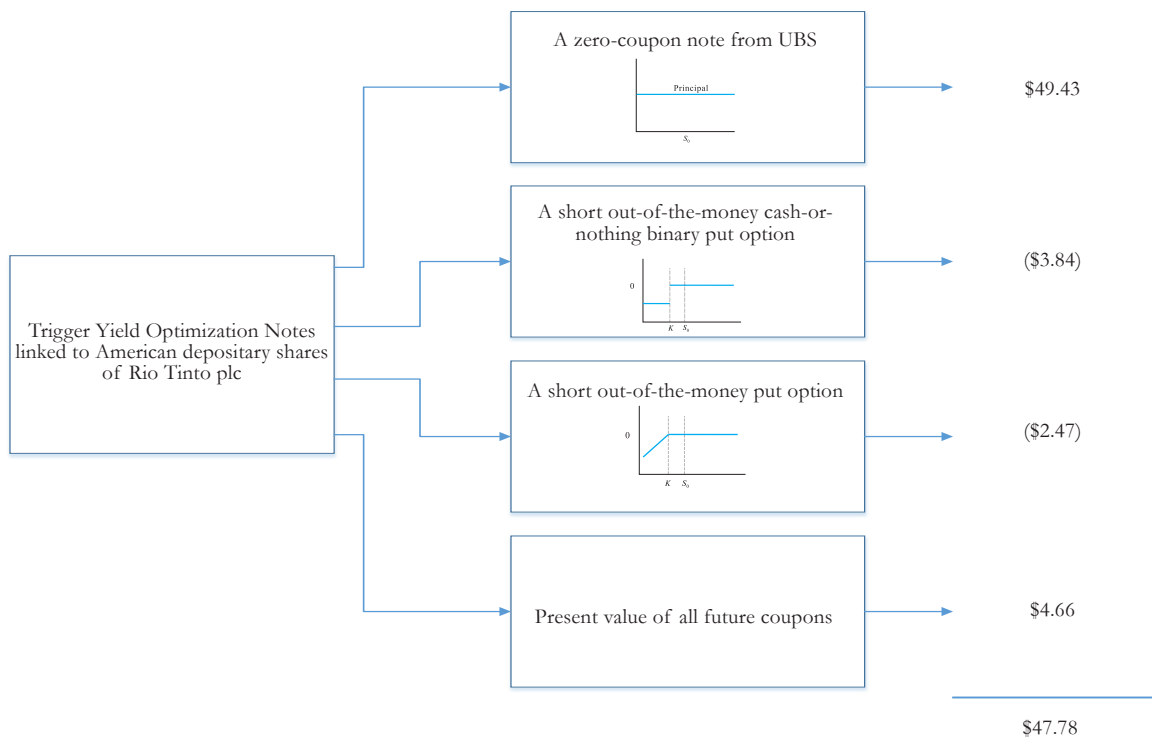 A zero-coupon note from UBS
Principal
S₀
$49.43
A short out-of-the-money cash-or-
nothing binary put option
0
K S₀
($3.84)
Trigger Yield Optimization Notes
linked to American depositary shares
of Rio Tinto plc
A short out-of-the-money put option
0
K S₀
($2.47)
Present value of all future coupons
$4.66
$47.78